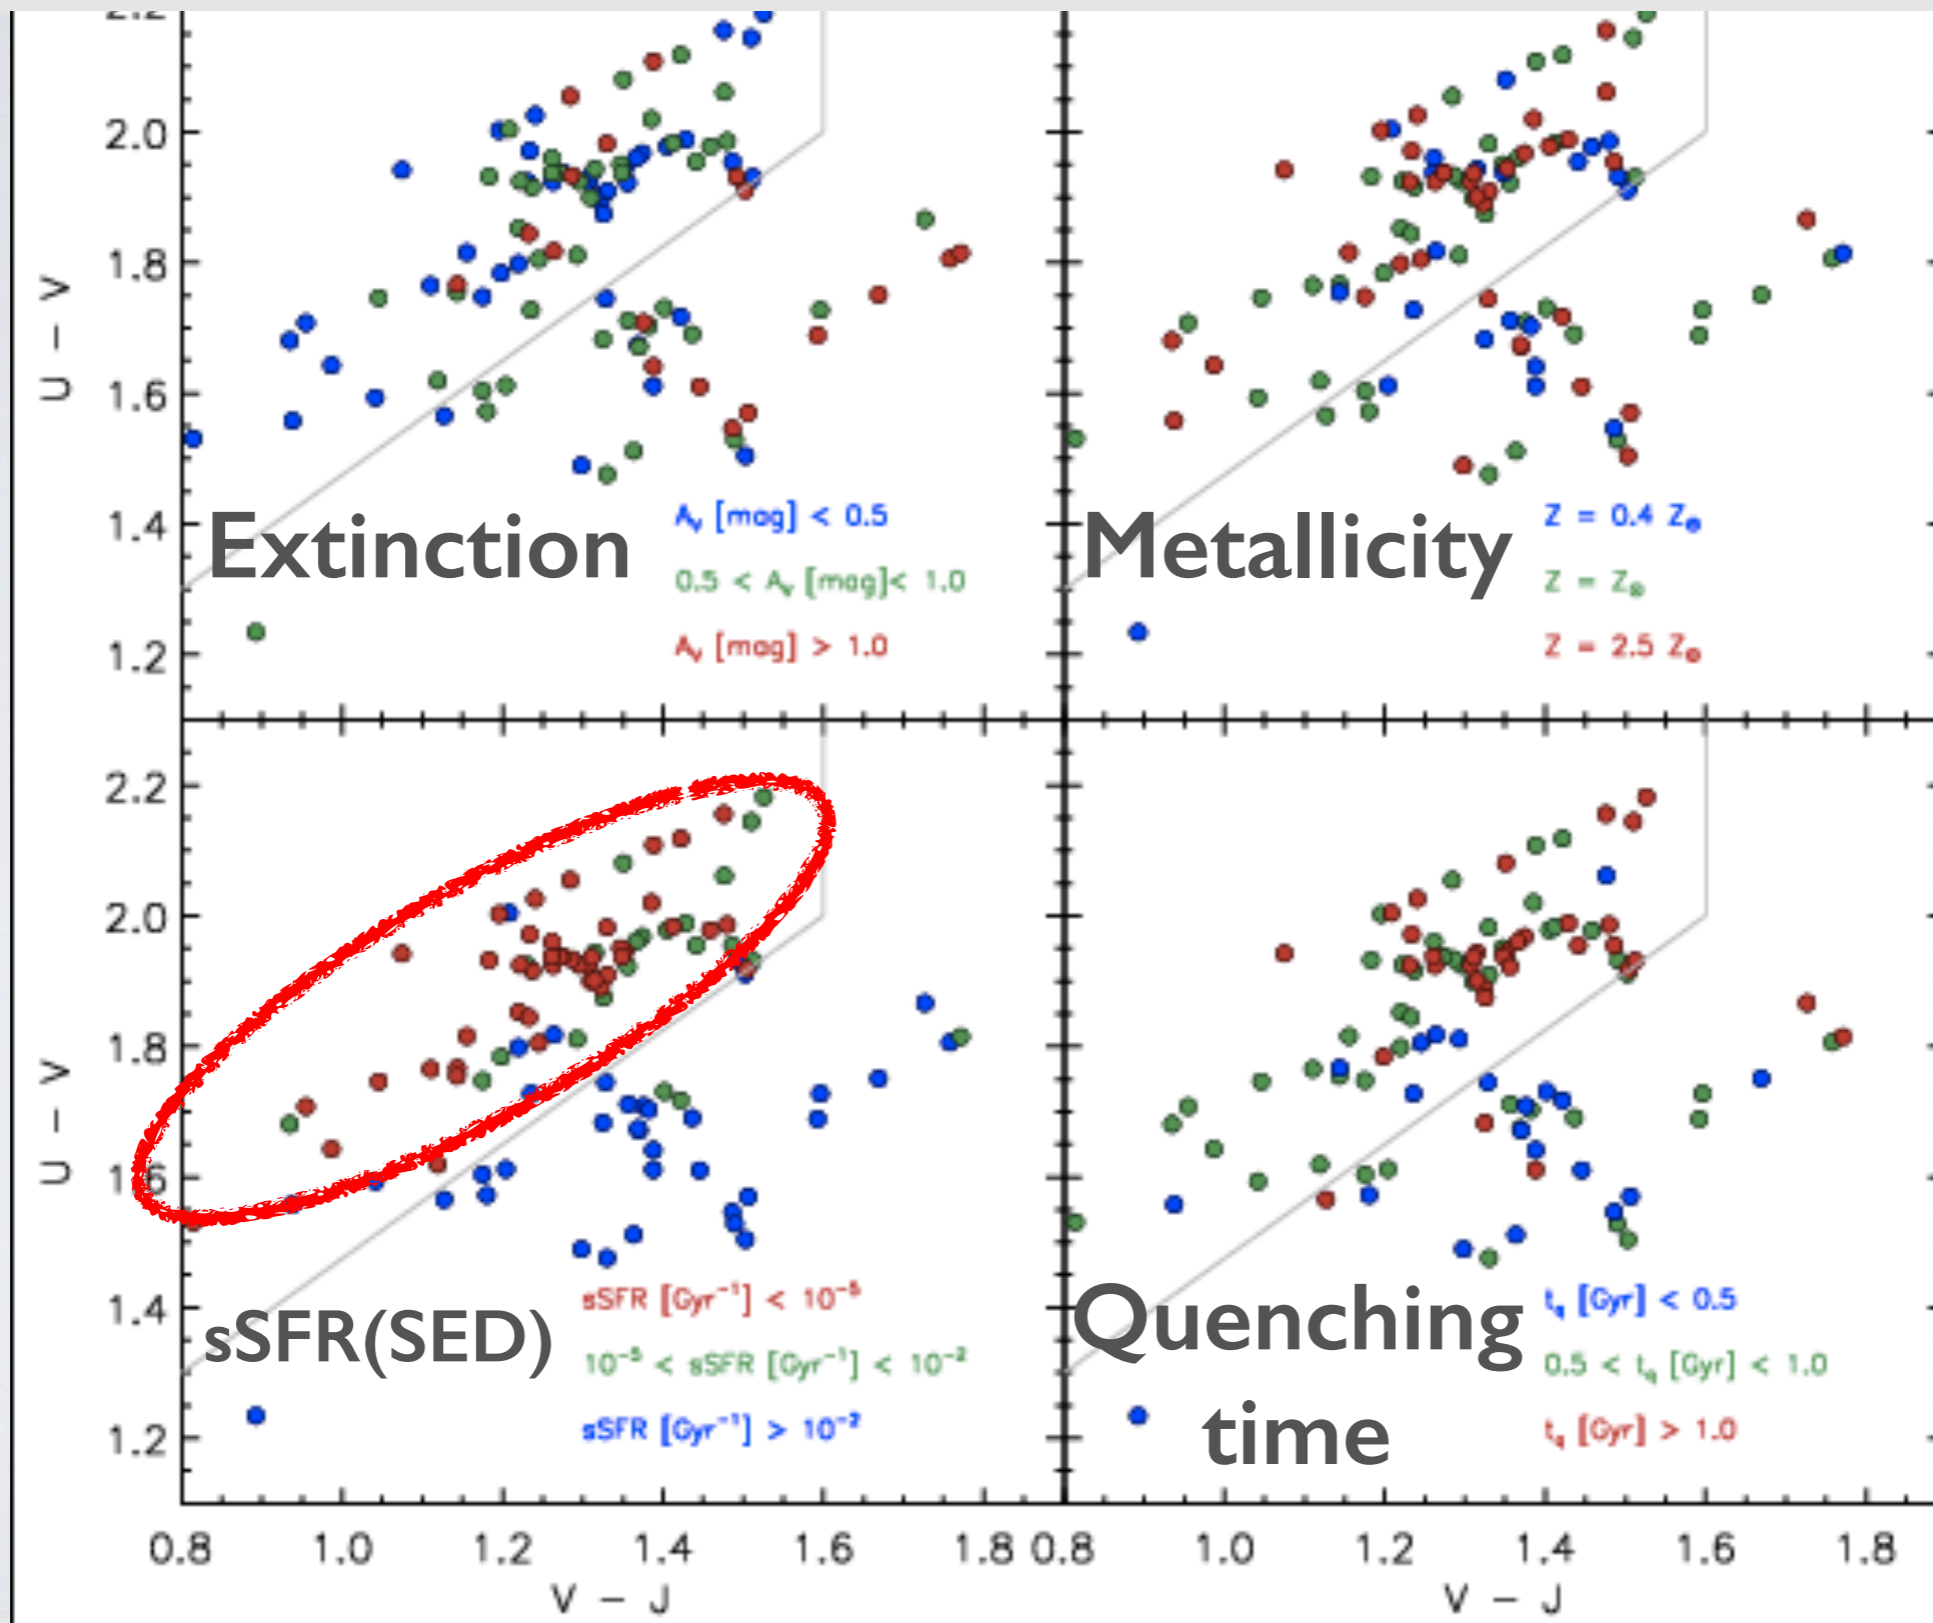 2.2
2.0
1.8
1.6
1.4
1.2
U – V
Extinction
A_V [mag] < 0.5
0.5 < A_V [mag]< 1.0
A_V [mag] > 1.0
Metallicity
Z = 0.4 Z⊙
Z = Z⊙
Z = 2.5 Z⊙
2.2
2.0
1.8
1.6
1.4
1.2
U – V
sSFR(SED)
sSFR [Gyr⁻¹] < 10⁻⁵
10⁻⁵ < sSFR [Gyr⁻¹] < 10⁻²
sSFR [Gyr⁻¹] > 10⁻²
Quenching
time
t_q [Gyr] < 0.5
0.5 < t_q [Gyr] < 1.0
t_q [Gyr] > 1.0
0.8 1.0 1.2 1.4 1.6 1.8 0.8 1.0 1.2 1.4 1.6 1.8
V – J V – J